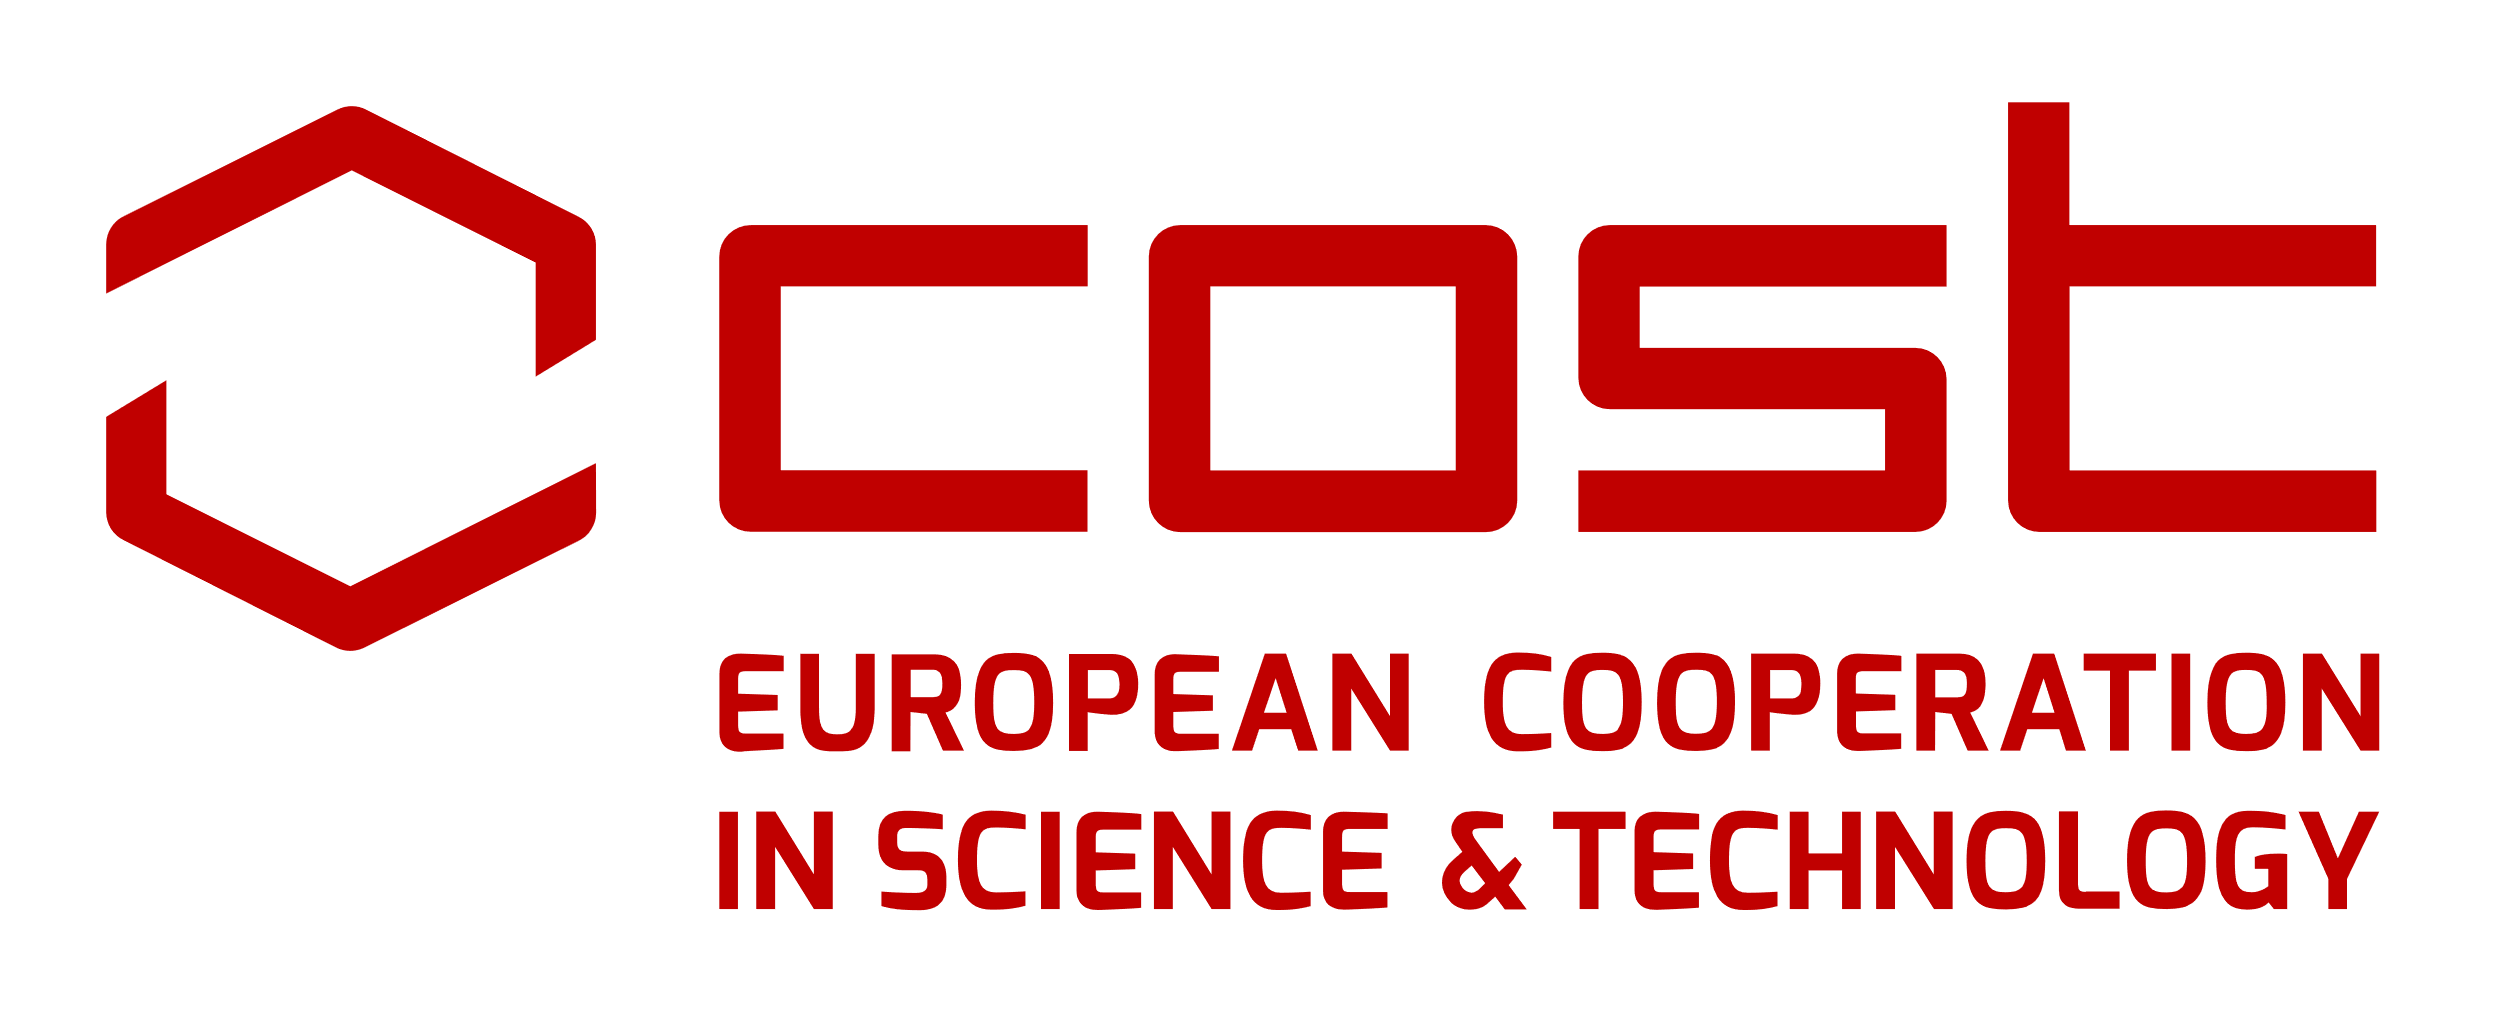 cost
EUROPEAN COOPERATION
IN SCIENCE & TECHNOLOGY